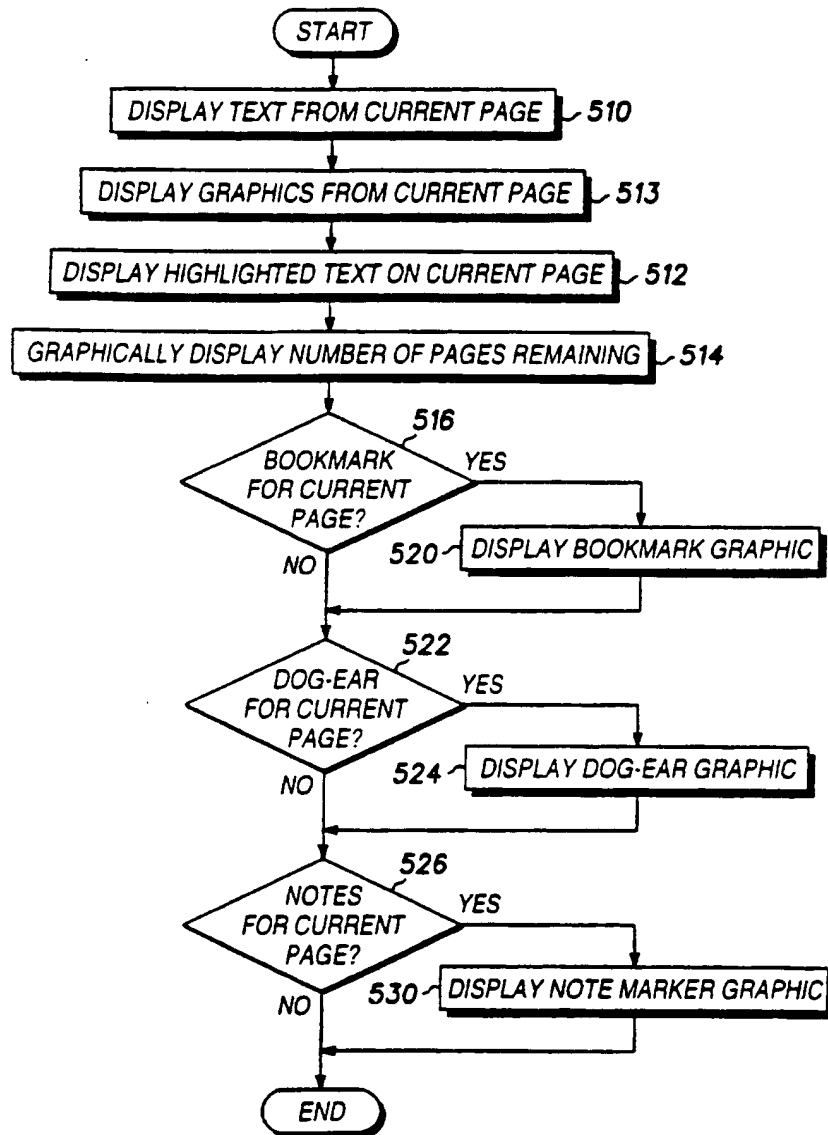 START
DISPLAY TEXT FROM CURRENT PAGE 510
DISPLAY GRAPHICS FROM CURRENT PAGE 513
DISPLAY HIGHLIGHTED TEXT ON CURRENT PAGE 512
GRAPHICALLY DISPLAY NUMBER OF PAGES REMAINING 514
516
BOOKMARK
FOR CURRENT
PAGE?
YES
NO
520 DISPLAY BOOKMARK GRAPHIC
522
DOG-EAR
FOR CURRENT
PAGE?
YES
NO
524 DISPLAY DOG-EAR GRAPHIC
526
NOTES
FOR CURRENT
PAGE?
YES
NO
530 DISPLAY NOTE MARKER GRAPHIC
END